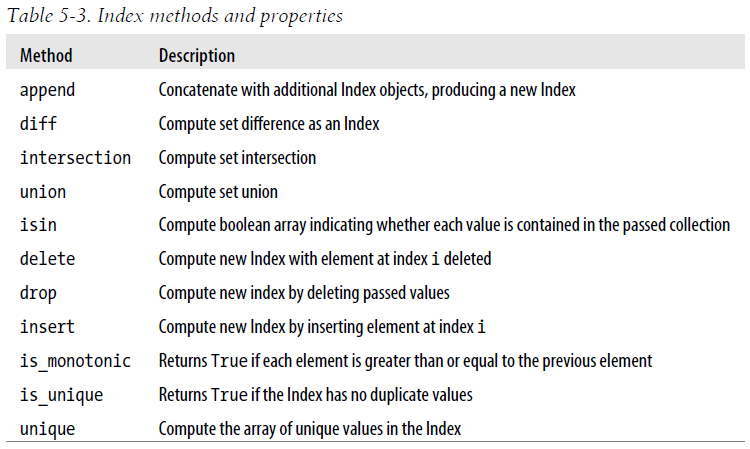 Table 5-3. Index methods and properties
Method Description
append Concatenate with additional Index objects, producing a new Index
diff Compute set difference as an Index
intersection Compute set intersection
union Compute set union
isin Compute boolean array indicating whether each value is contained in the passed collection
delete Compute new Index with element at index i deleted
drop Compute new index by deleting passed values
insert Compute new Index by inserting element at index i
is_monotonic Returns True if each element is greater than or equal to the previous element
is_unique Returns True if the Index has no duplicate values
unique Compute the array of unique values in the Index